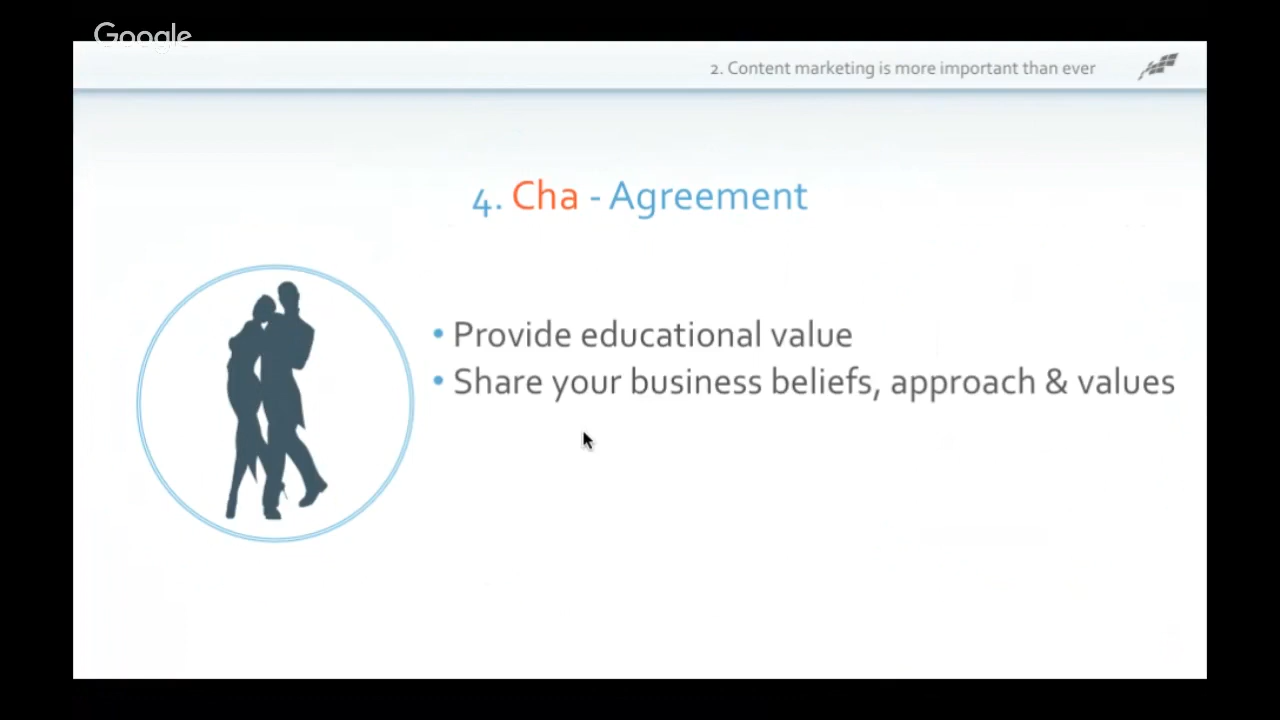 Google
2. Content marketing is more important than ever
4. Cha - Agreement
• Provide educational value
• Share your business beliefs, approach & values